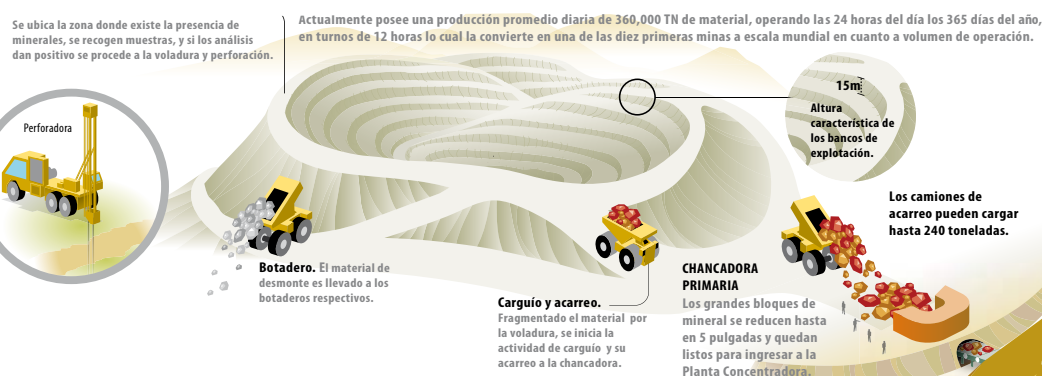 Se ubica la zona donde existe la presencia de
minerales, se recogen muestras, y si los análisis
dan positivo se procede a la voladura y perforación.
Actualmente posee una producción promedio diaria de 360,000 TN de material, operando las 24 horas del día los 365 días del año,
en turnos de 12 horas lo cual la convierte en una de las diez primeras minas a escala mundial en cuanto a volumen de operación.
Perforadora
15m
Altura
característica de
los bancos de
explotación.
Los camiones de
acarreo pueden cargar
hasta 240 toneladas.
Botadero. El material de
desmonte es llevado a los
botaderos respectivos.
Carguío y acarreo.
Fragmentado el material por
la voladura, se inicia la
actividad de carguío y su
acarreo a la chancadora.
CHANCADORA
PRIMARIA
Los grandes bloques de
mineral se reducen hasta
en 5 pulgadas y quedan
listos para ingresar a la
Planta Concentradora.